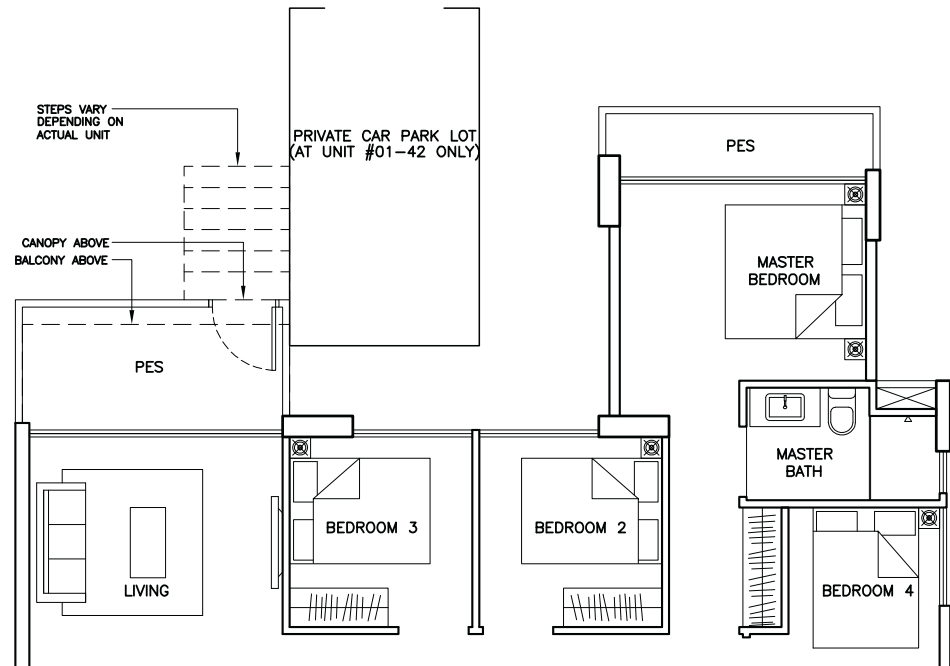 STEPS VARY
DEPENDING ON
ACTUAL UNIT
PRIVATE CAR PARK LOT
(AT UNIT #01-42 ONLY)
PES
CANOPY ABOVE
BALCONY ABOVE
MASTER
BEDROOM
PES
MASTER
BATH
BEDROOM 3
BEDROOM 2
LIVING
BEDROOM 4